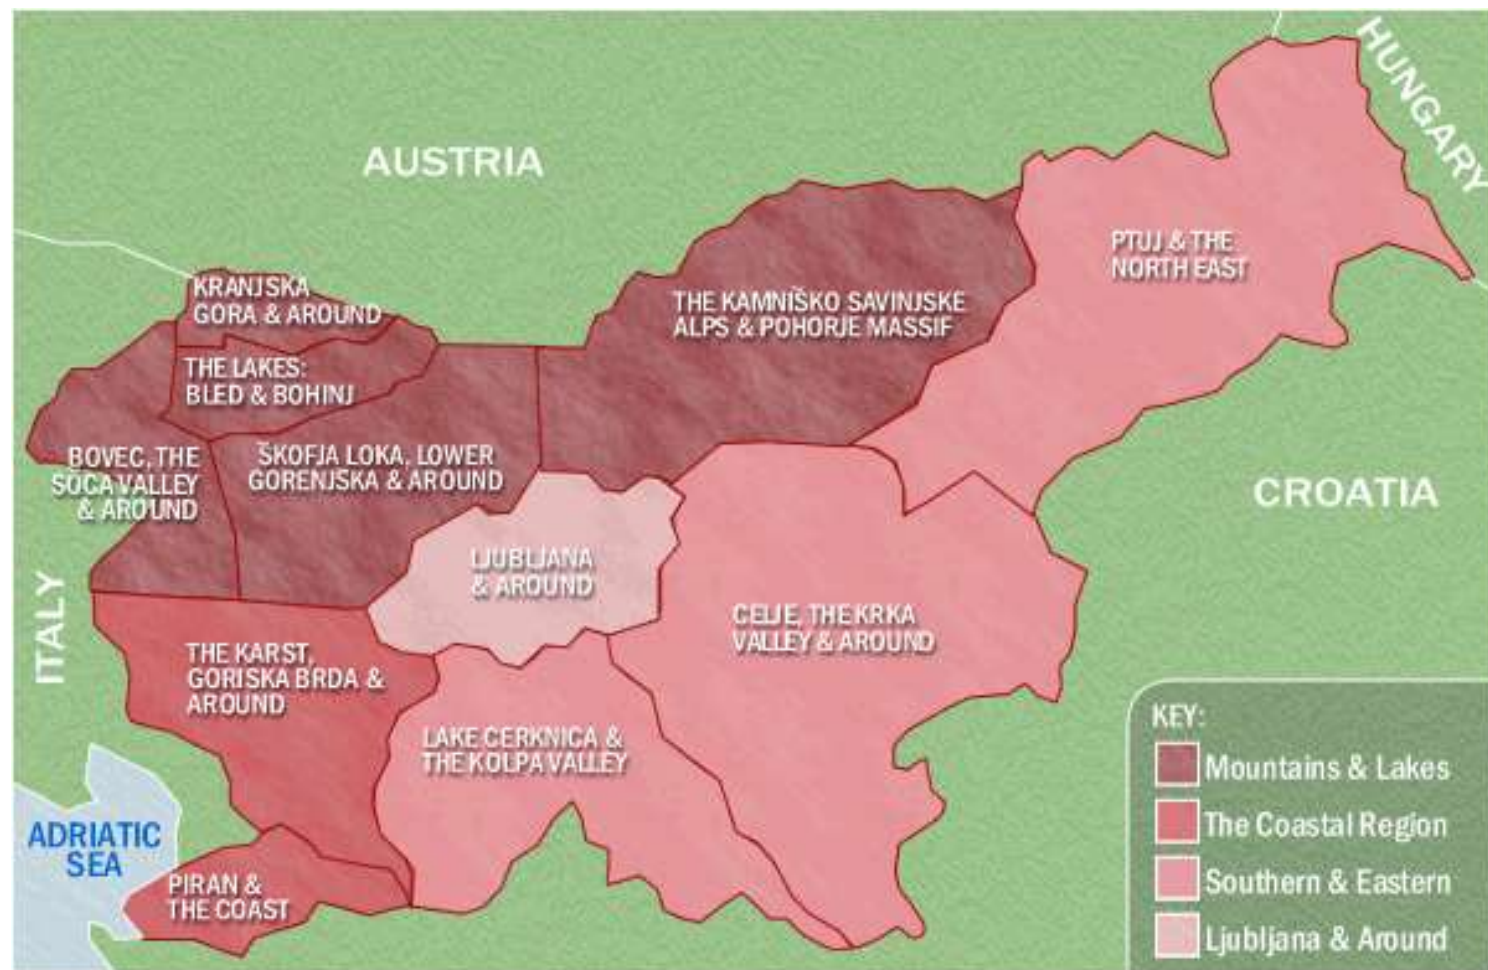 AUSTRIA
HUNGARY
KRANJSKA
GORA & AROUND
THE LAKES:
BLED & BOHINJ
THE KAMNIŠKO SAVINJSKE
ALPS & POHORJE MASSIF
PTUJ & THE
NORTH EAST
BOVEC, THE
SOČA VALLEY
& AROUND
ŠKOFJA LOKA, LOWER
GORENJSKA & AROUND
LJUBLJANA
& AROUND
CROATIA
ITALY
THE KARST,
GORISKA BRDA &
AROUND
CELJE, THE KRKA
VALLEY & AROUND
LAKE CERKNICA &
THE KOLPA VALLEY
ADRIATIC
SEA
PIRAN &
THE COAST
KEY:
Mountains & Lakes
The Coastal Region
Southern & Eastern
Ljubljana & Around